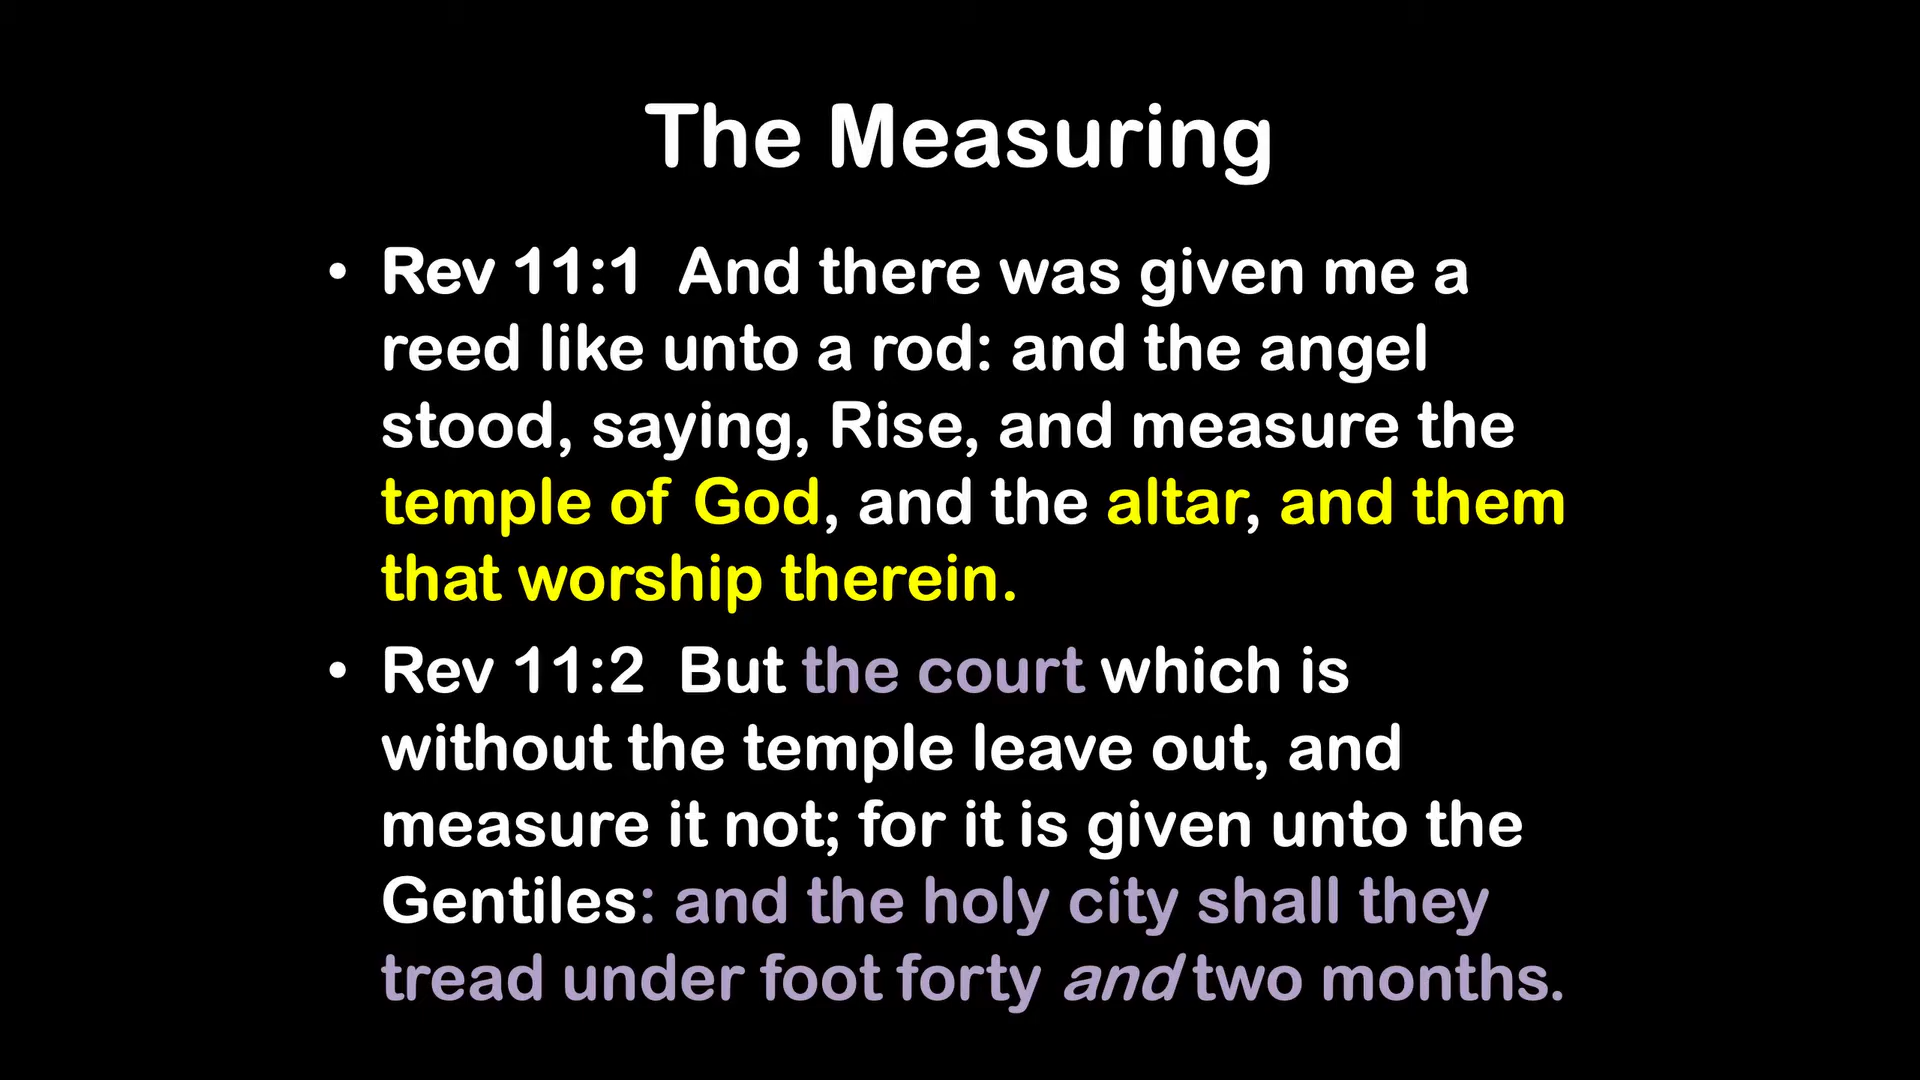 The Measuring
• Rev 11:1  And there was given me a
reed like unto a rod: and the angel
stood, saying, Rise, and measure the
temple of God, and the altar, and them
that worship therein.
• Rev 11:2  But the court which is
without the temple leave out, and
measure it not; for it is given unto the
Gentiles: and the holy city shall they
tread under foot forty and two months.